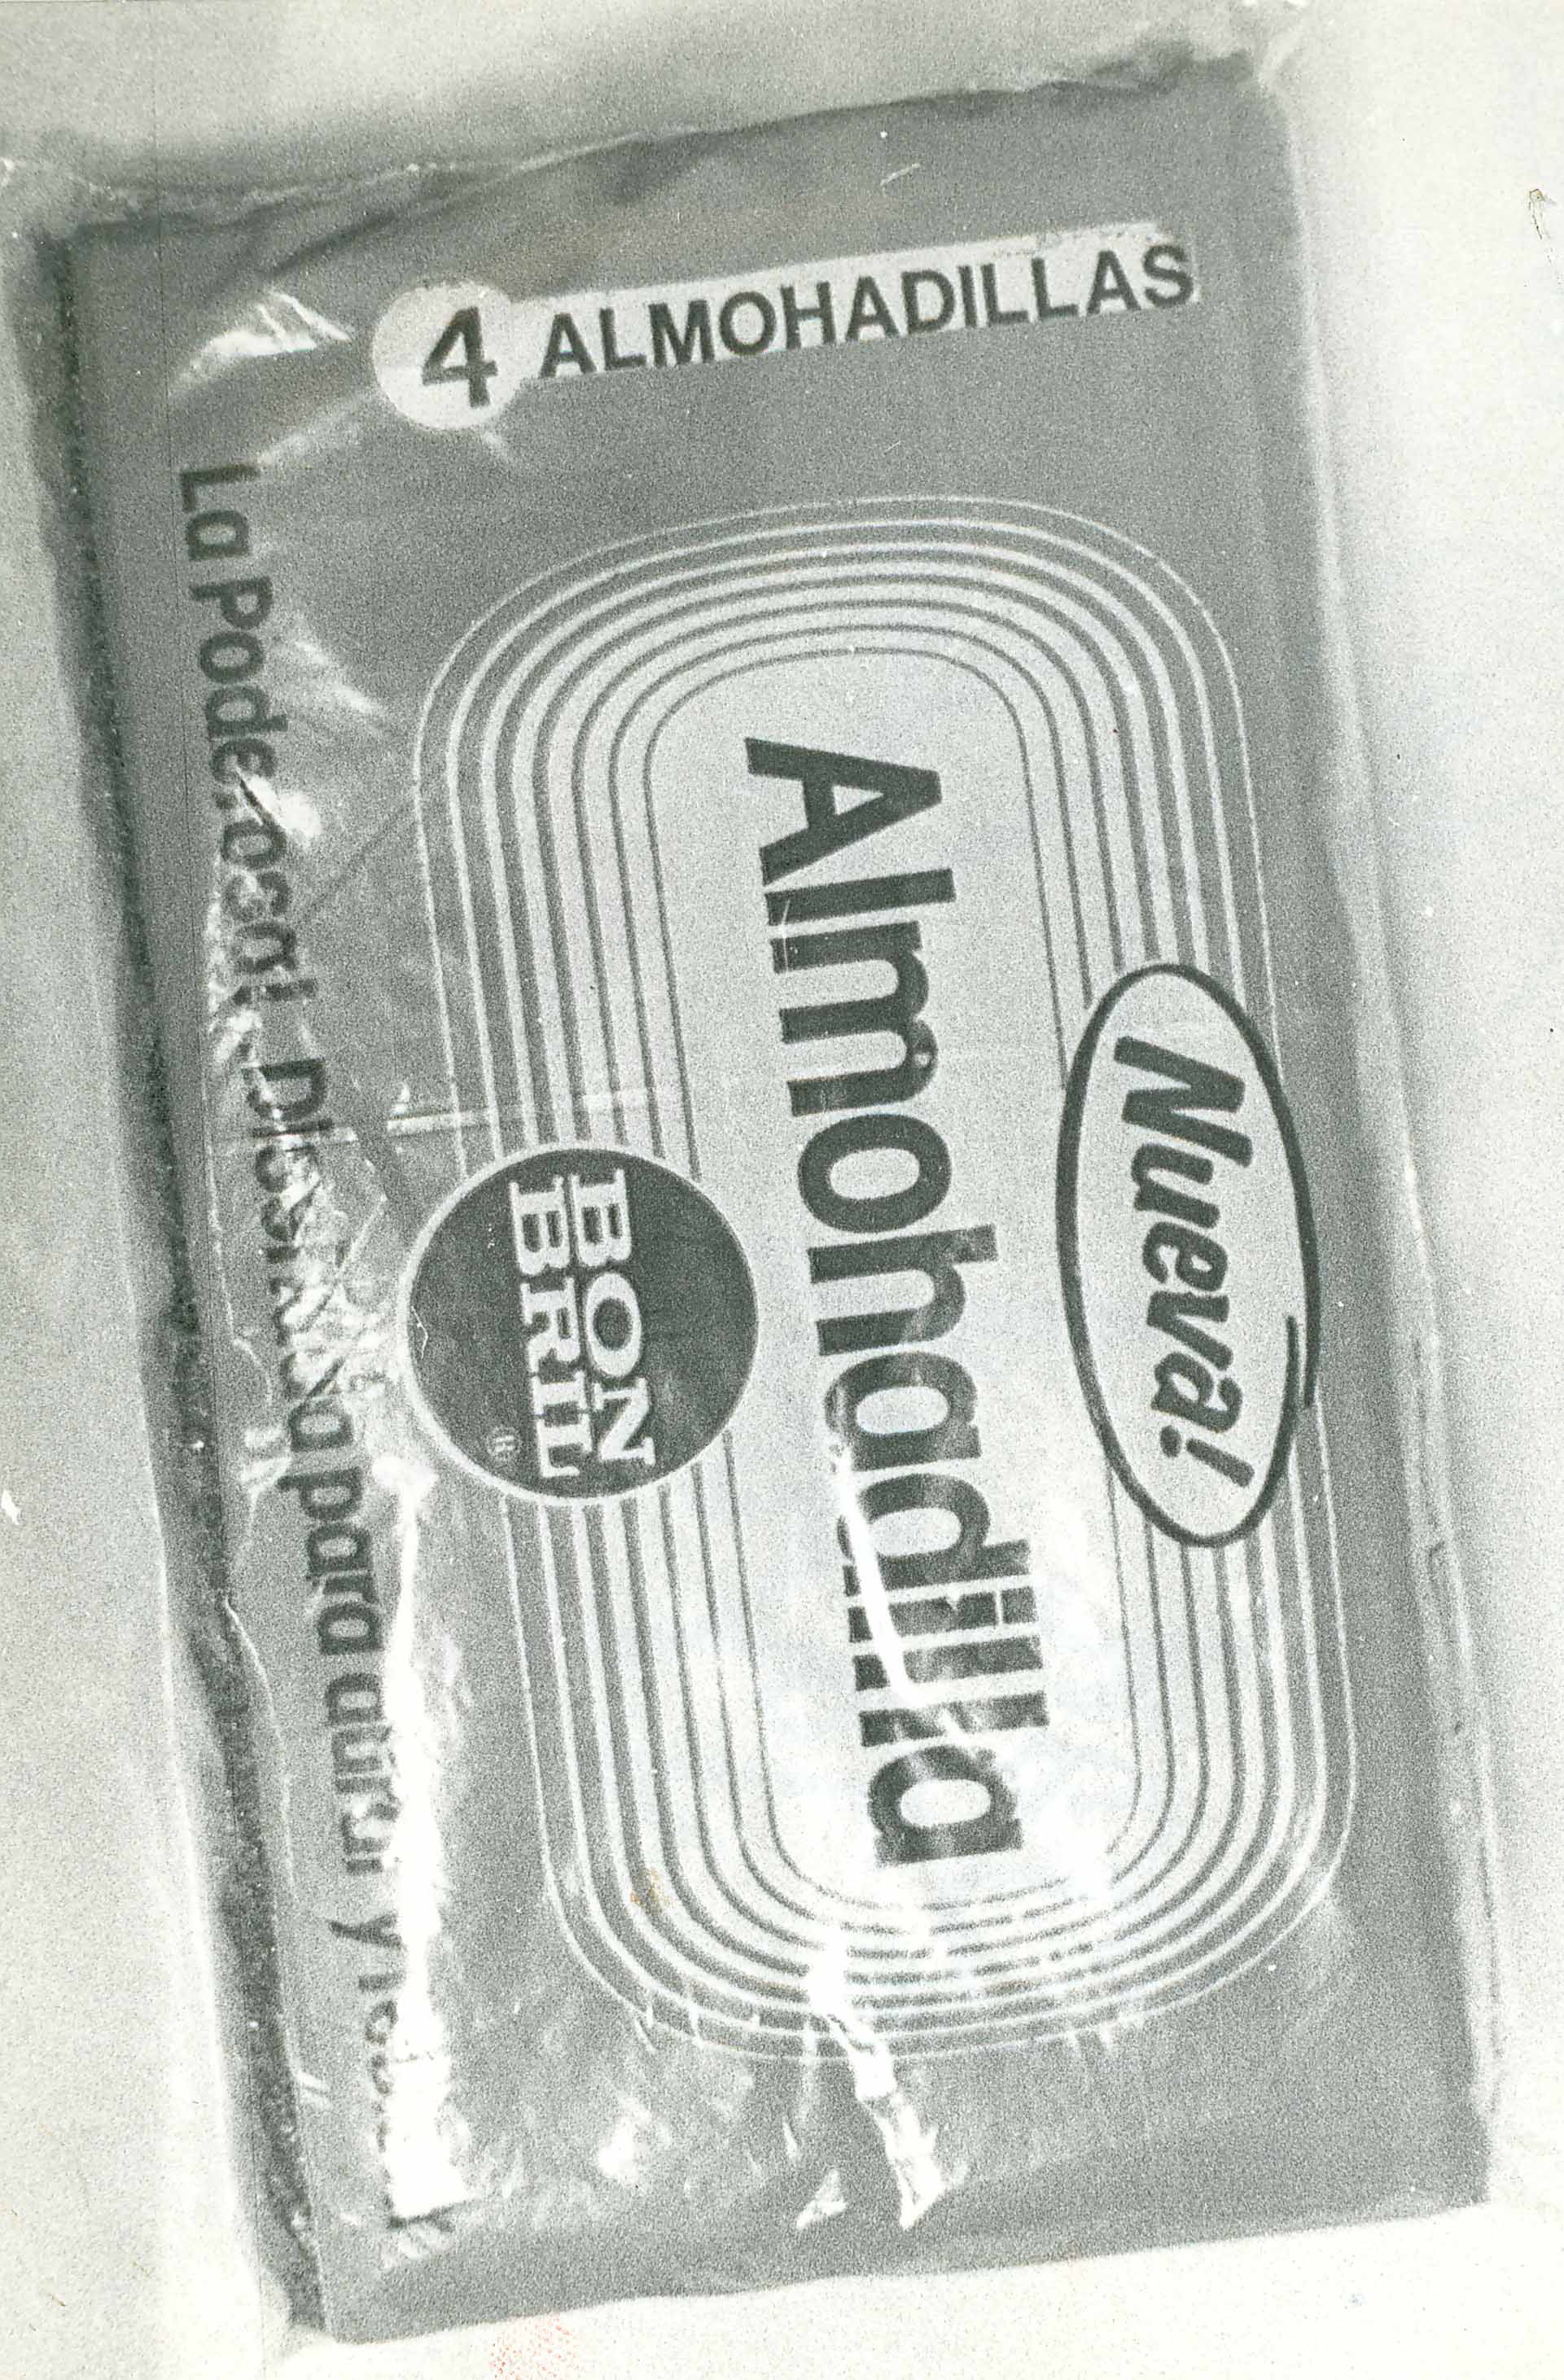 4 ALMOHADILLAS
Nueva!
Almohadilla
BON
BRIL
®
La Poderosa! Diseñada para durar y